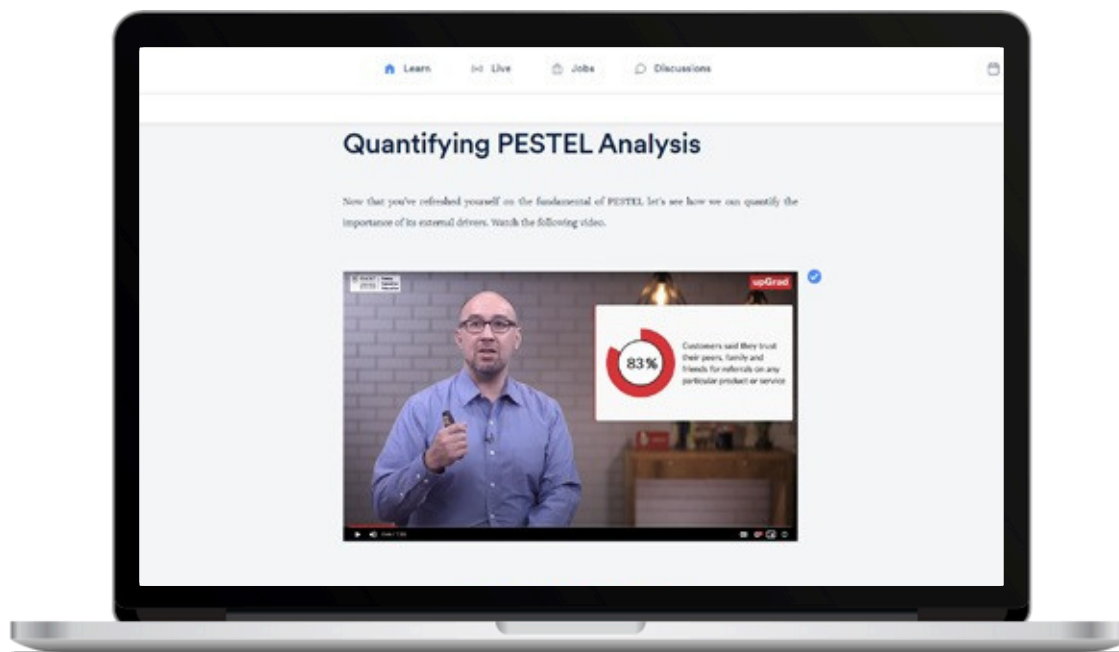 Learn Live Jobs Discussions
Quantifying PESTEL Analysis
Now that you've refreshed yourself on the fundamental of PESTEL let's see how we can quantify the
importance of its external drivers. Watch the following video.
upGrad
83%
Customers said they trust
their peers, family and
friends for referrals on any
particular product or service